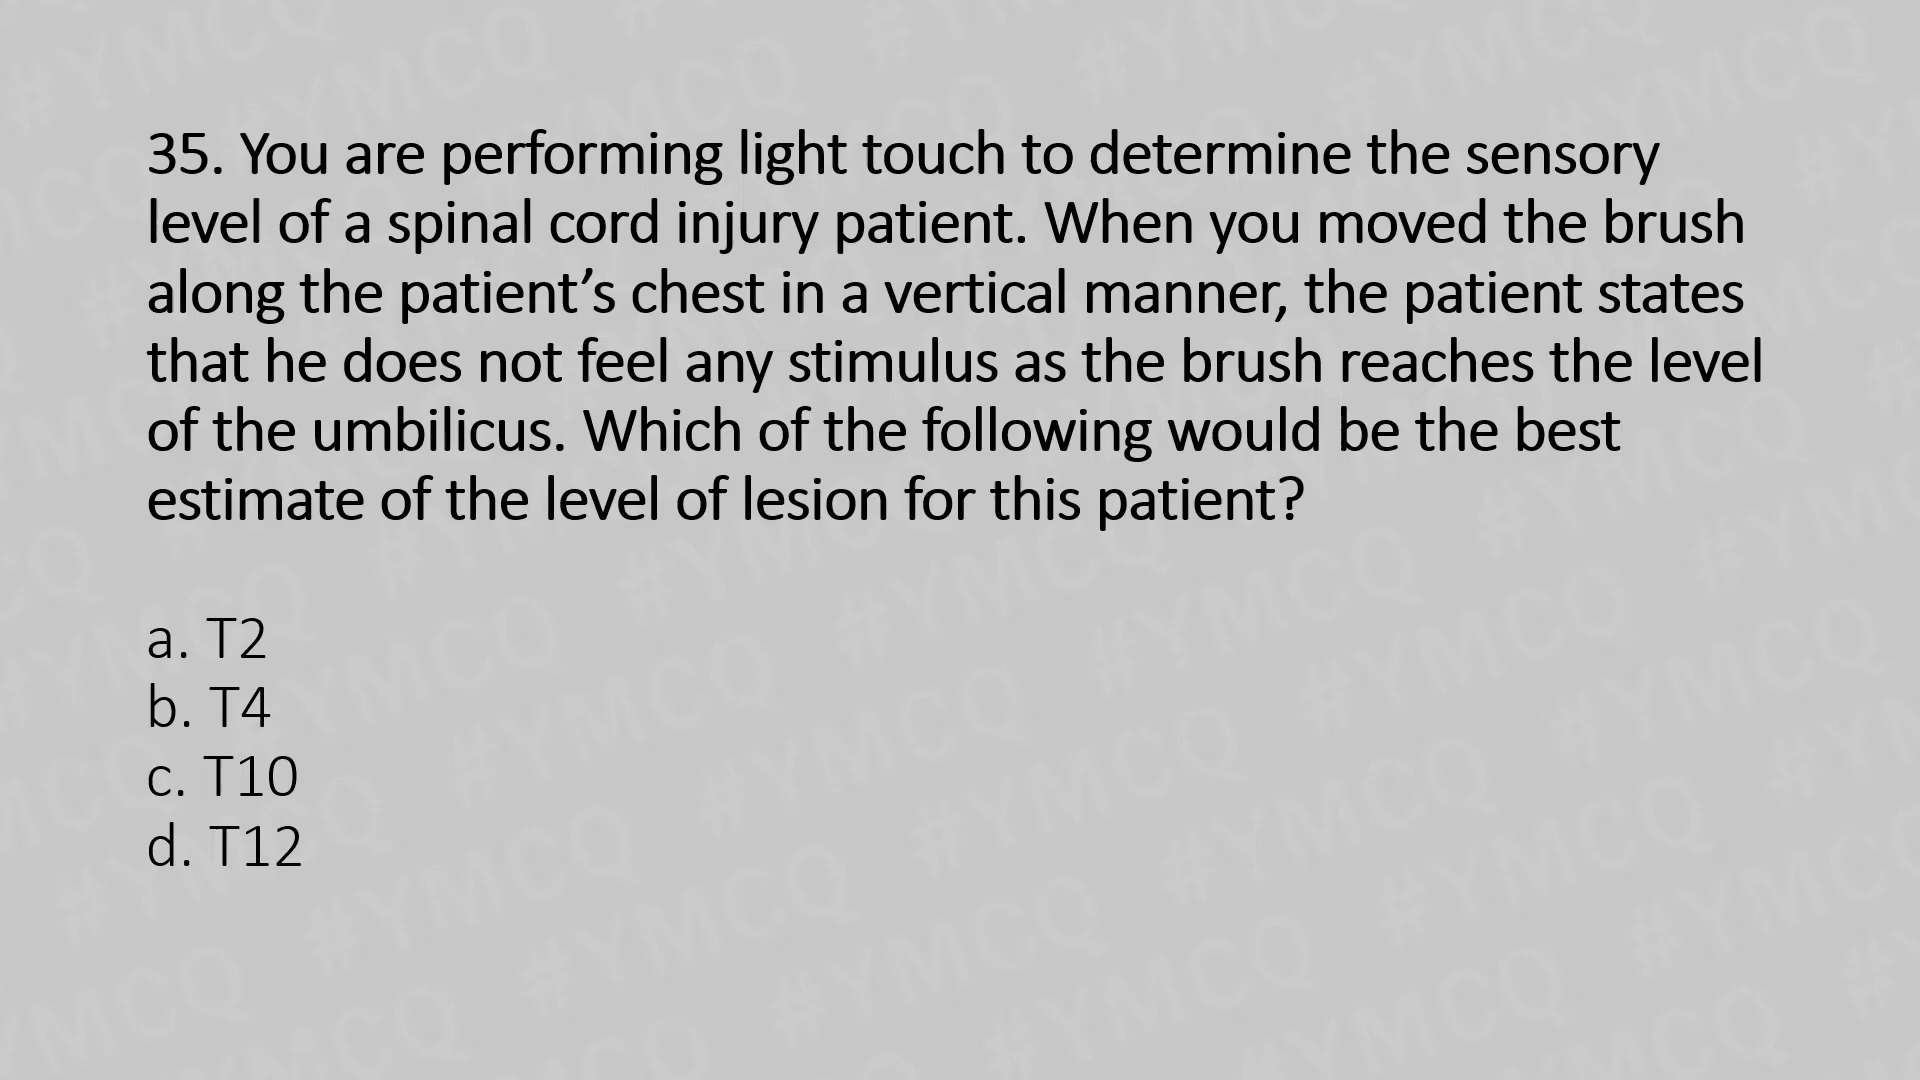 35. You are performing light touch to determine the sensory
level of a spinal cord injury patient. When you moved the brush
along the patient’s chest in a vertical manner, the patient states
that he does not feel any stimulus as the brush reaches the level
of the umbilicus. Which of the following would be the best
estimate of the level of lesion for this patient?
a. T2
b. T4
c. T10
d. T12
#YMCQ